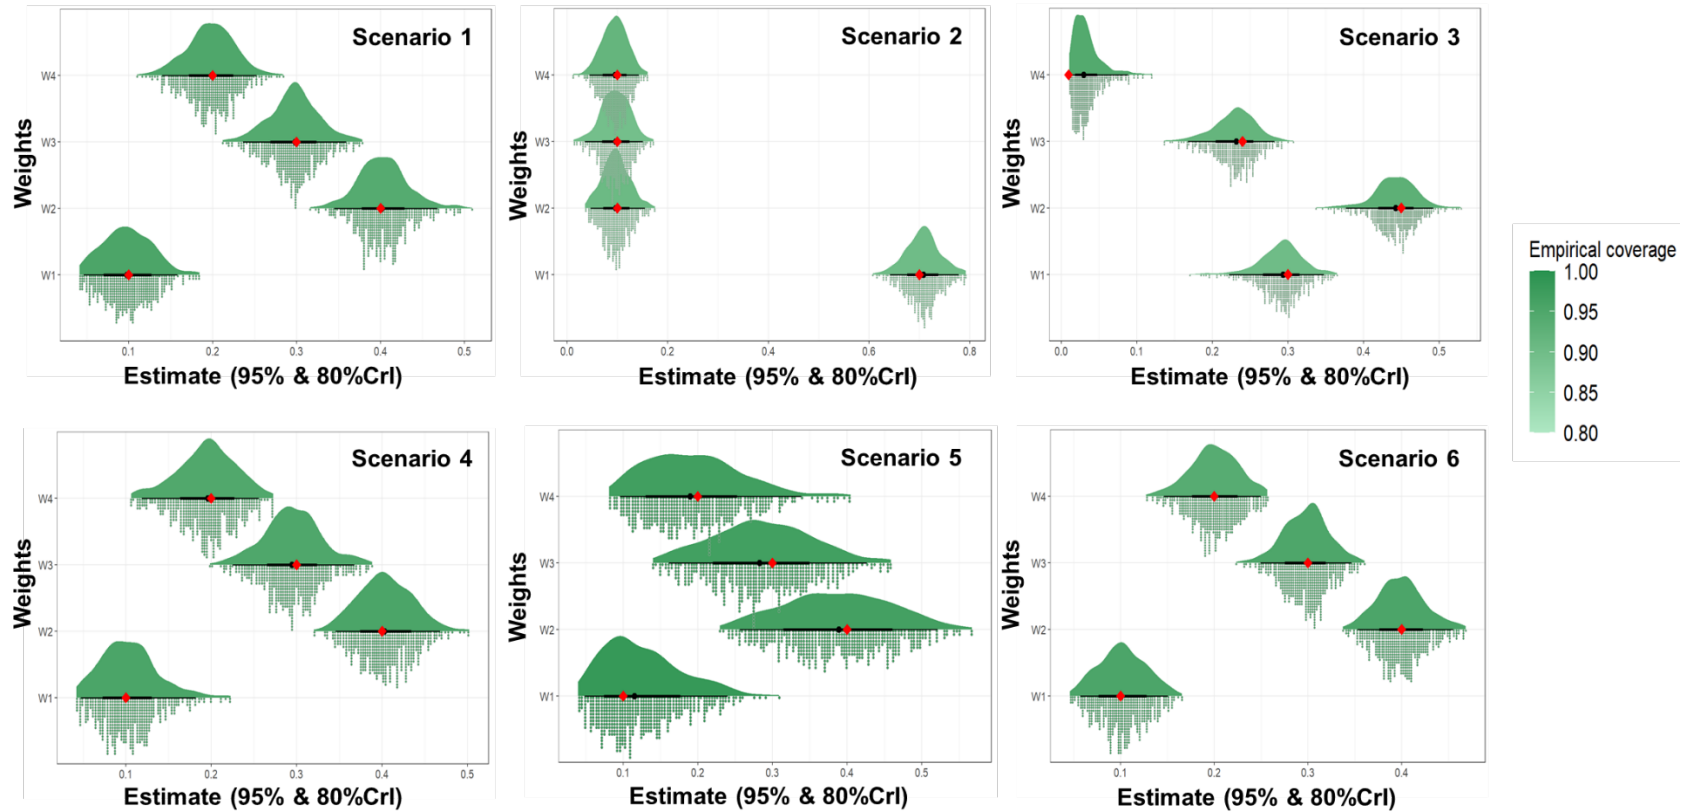 Scenario 1
W4
W3
W2
W1
Weights
0.1
0.2
0.3
0.4
0.5
Estimate (95% & 80%CrI)
Scenario 2
W4
W3
W2
W1
Weights
0.0
0.2
0.4
0.6
0.8
Estimate (95% & 80%CrI)
Scenario 3
W4
W3
W2
W1
Weights
0.0
0.1
0.2
0.3
0.4
0.5
Estimate (95% & 80%CrI)
Empirical coverage
1.00
0.95
0.90
0.85
0.80
Scenario 4
W4
W3
W2
W1
Weights
0.1
0.2
0.3
0.4
0.5
Estimate (95% & 80%CrI)
Scenario 5
W4
W3
W2
W1
Weights
0.1
0.2
0.3
0.4
0.5
Estimate (95% & 80%CrI)
Scenario 6
W4
W3
W2
W1
Weights
0.1
0.2
0.3
0.4
Estimate (95% & 80%CrI)